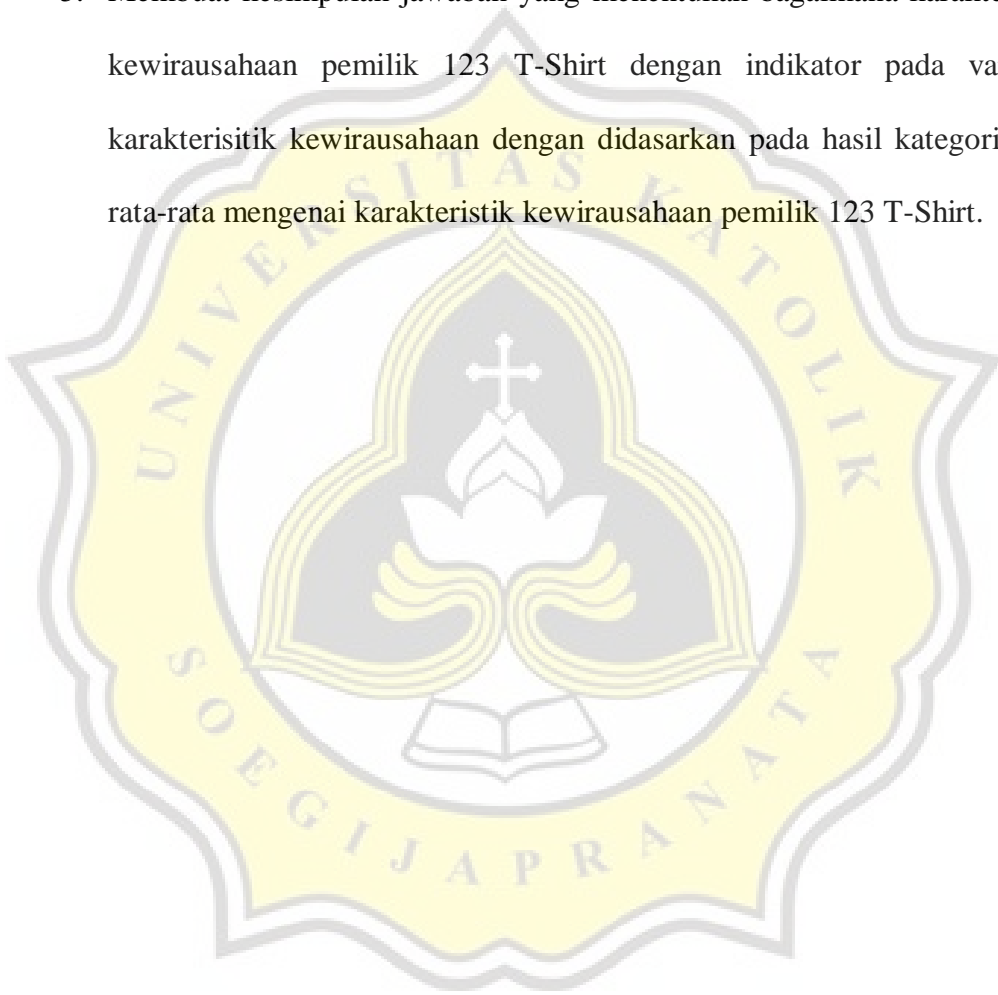 kewirausahaan pemilik 123 T-Shirt dengan indikator pada va
karakterisitik kewirausahaan dengan didasarkan pada hasil kategori
rata-rata mengenai karakteristik kewirausahaan pemilik 123 T-Shirt.
UNIVERSITAS KATOLIK
SOEGIJAPRANATA